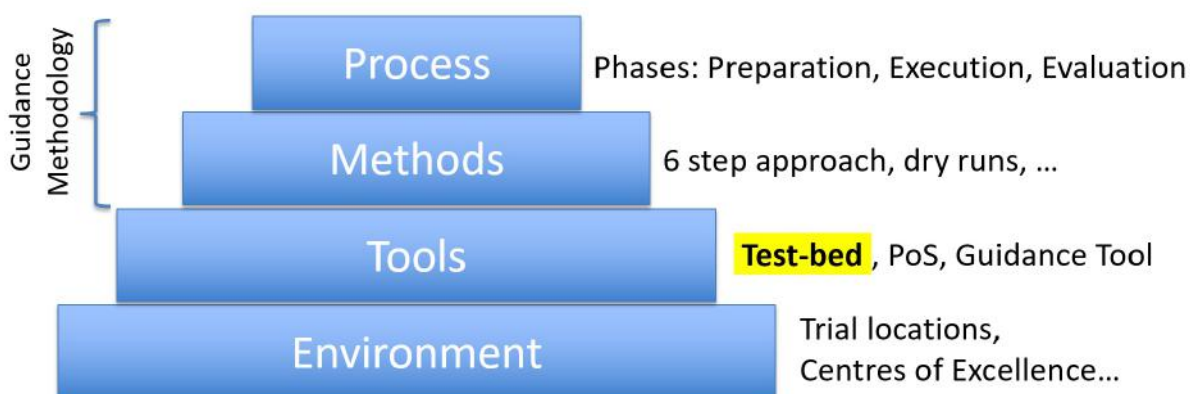 Guidance
Methodology
Process
Phases: Preparation, Execution, Evaluation
Methods
6 step approach, dry runs, …
Tools
Test-bed, PoS, Guidance Tool
Environment
Trial locations,
Centres of Excellence…